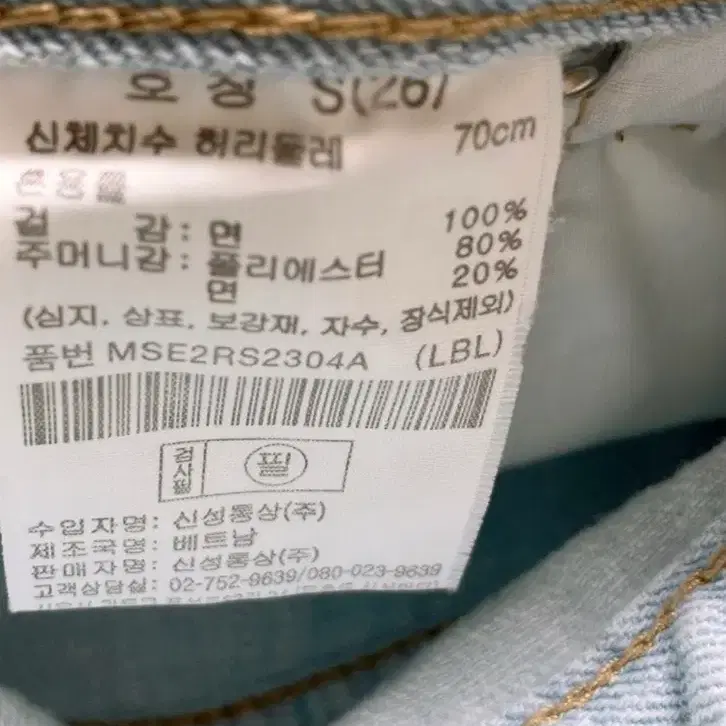 호칭 S(26)
신체치수 허리둘레 70cm
겉 감 : 면 100%
주머니감 : 폴리에스터 80%
면 20%
(심지, 상표, 보강재, 자수, 장식제외)
품번 MSE2RS2304A (LBL)
검사필 필
수입자명 : 신성통상(주)
제조국명 : 베트남
판매자명 : 신성통상(주)
고객상담실: 02-752-9639/080-023-9639